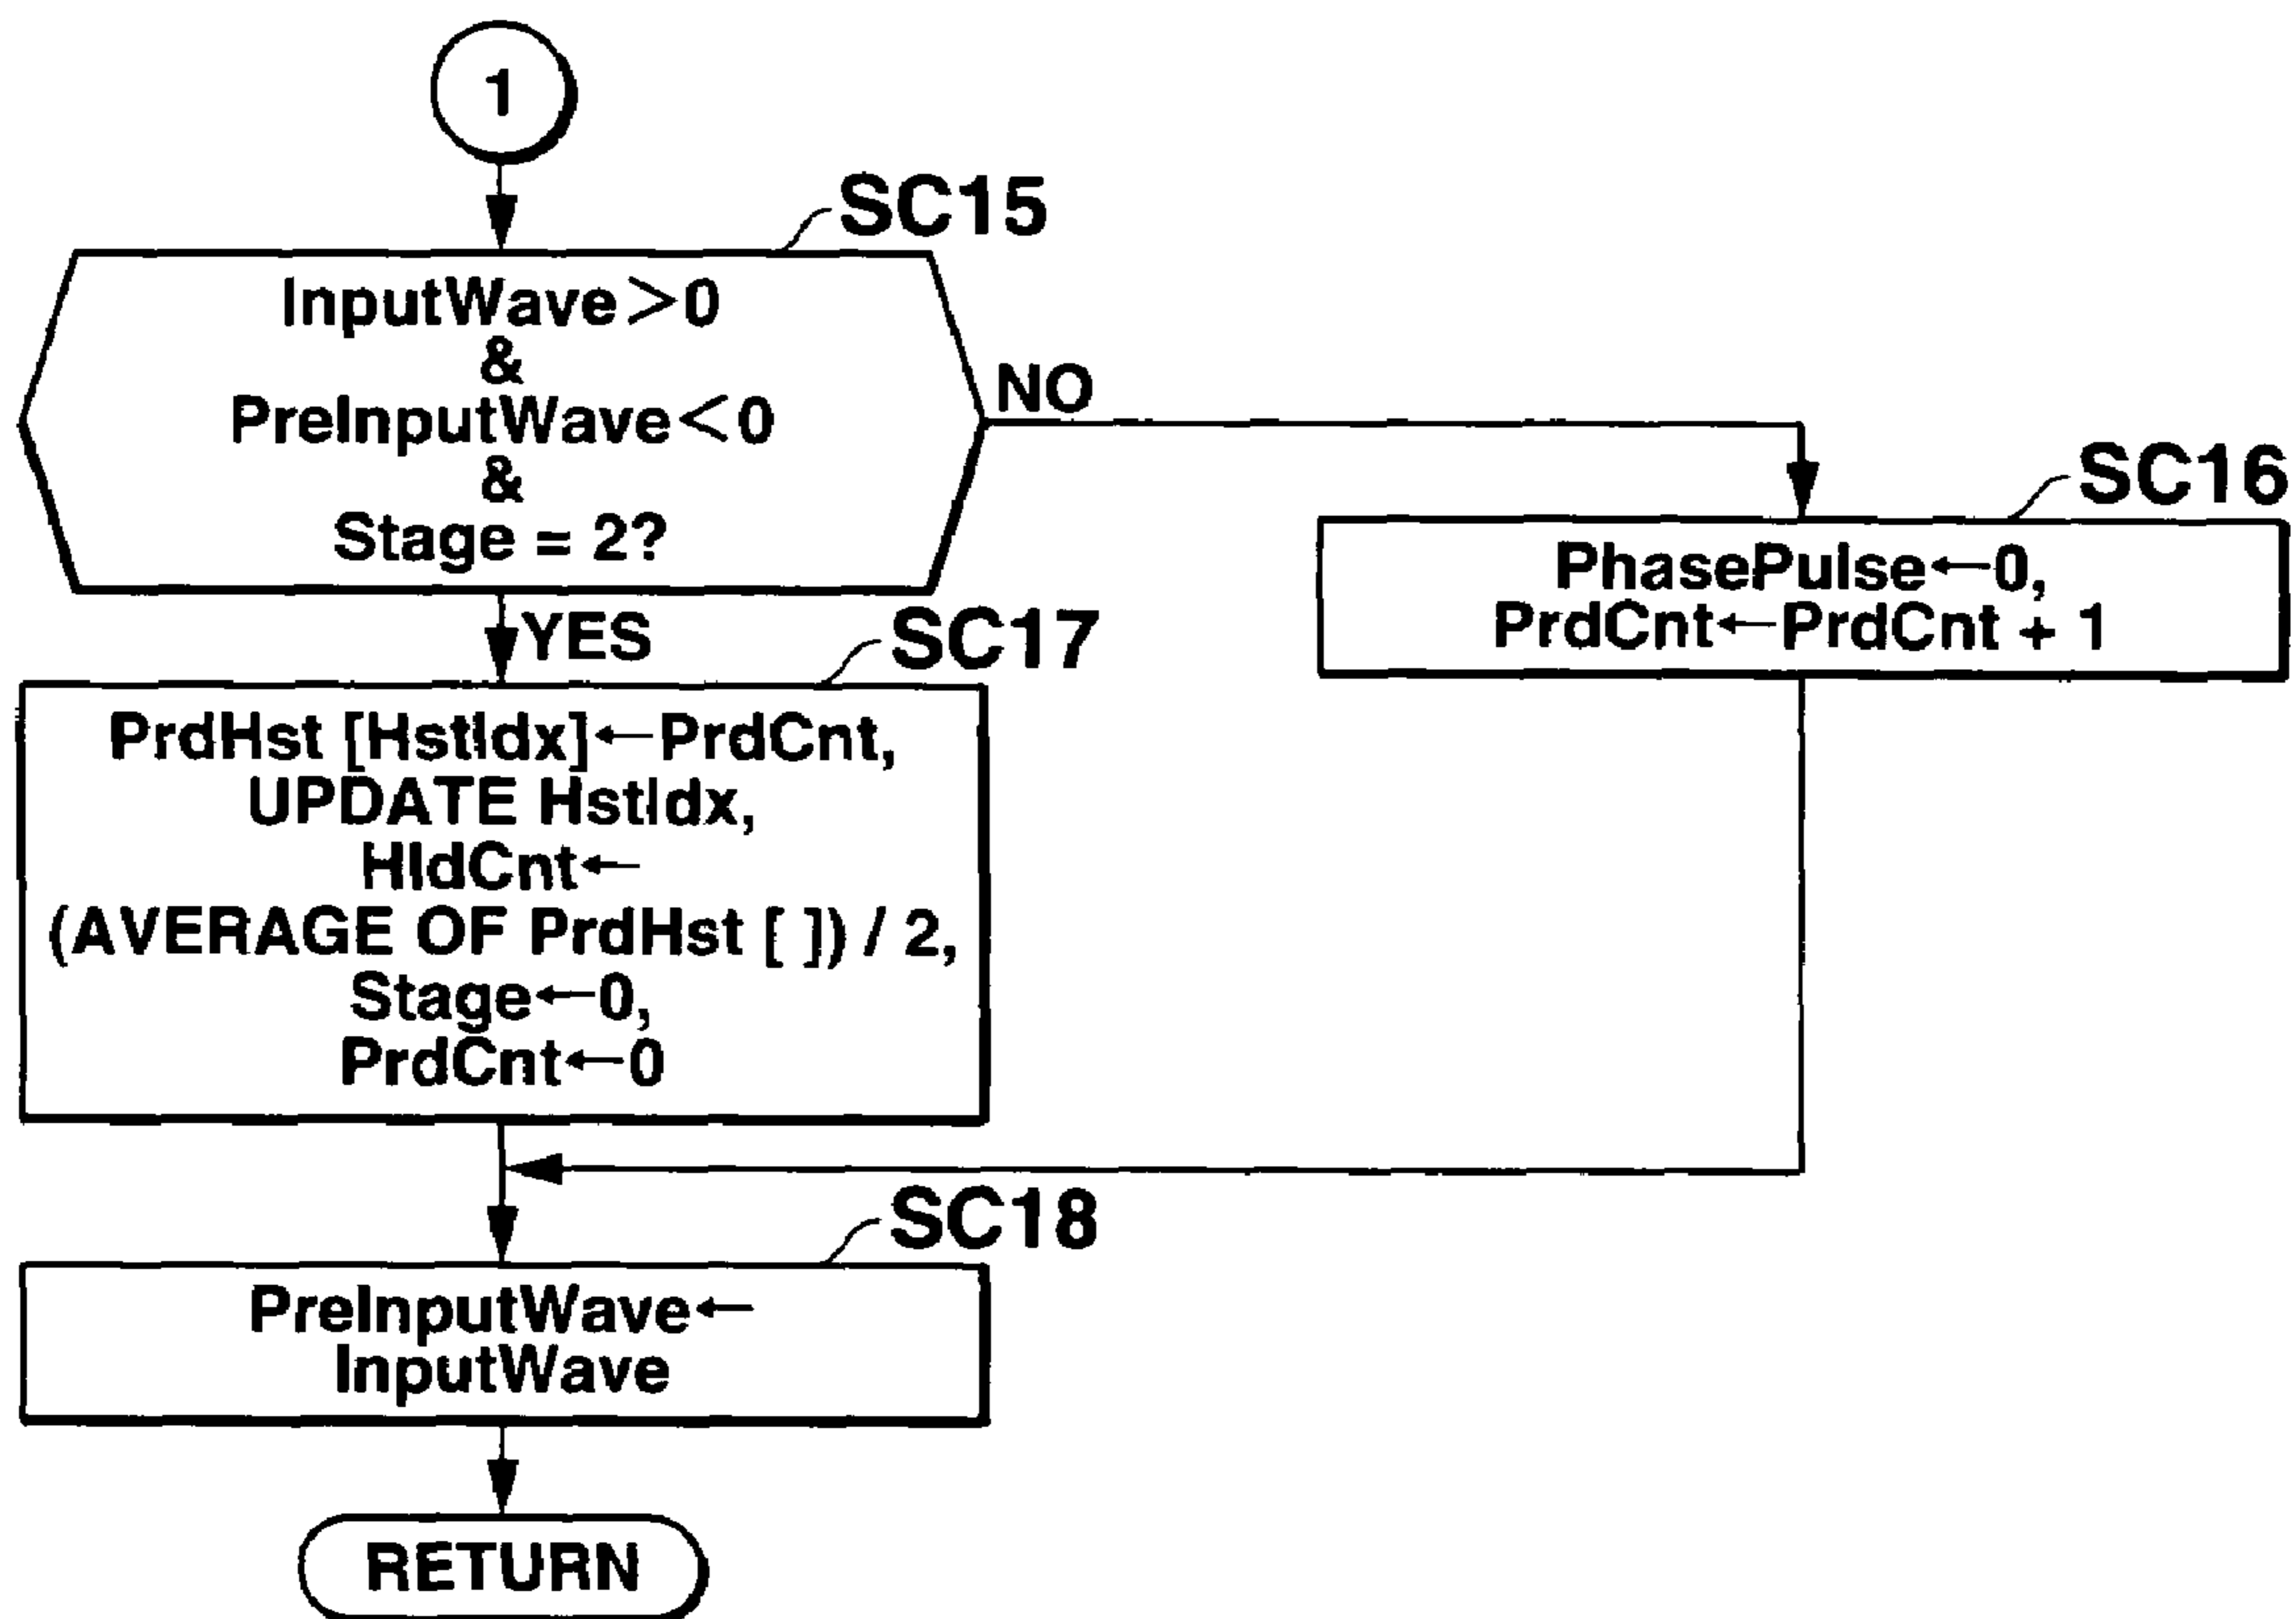 1
SC15
InputWave>0
&
PreInputWave<0
&
Stage = 2?
NO
SC16
PhasePulse←0,
PrdCnt←PrdCnt + 1
YES
SC17
PrdHst [HstIdx]←PrdCnt,
UPDATE HstIdx,
HldCnt←
(AVERAGE OF PrdHst [ ]) / 2,
Stage←0,
PrdCnt←0
SC18
PreInputWave←
InputWave
RETURN